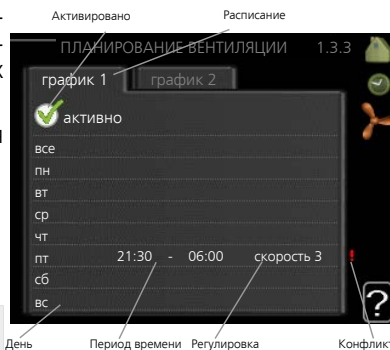 Активировано Расписание
ПЛАНИРОВАНИЕ ВЕНТИЛЯЦИИ 1.3.3
график 1 график 2
активно
все
пн
вт
ср
чт
пт 21:30 - 06:00 скорость 3 !
сб
вс
?
День Период времени Регулировка Конфликт